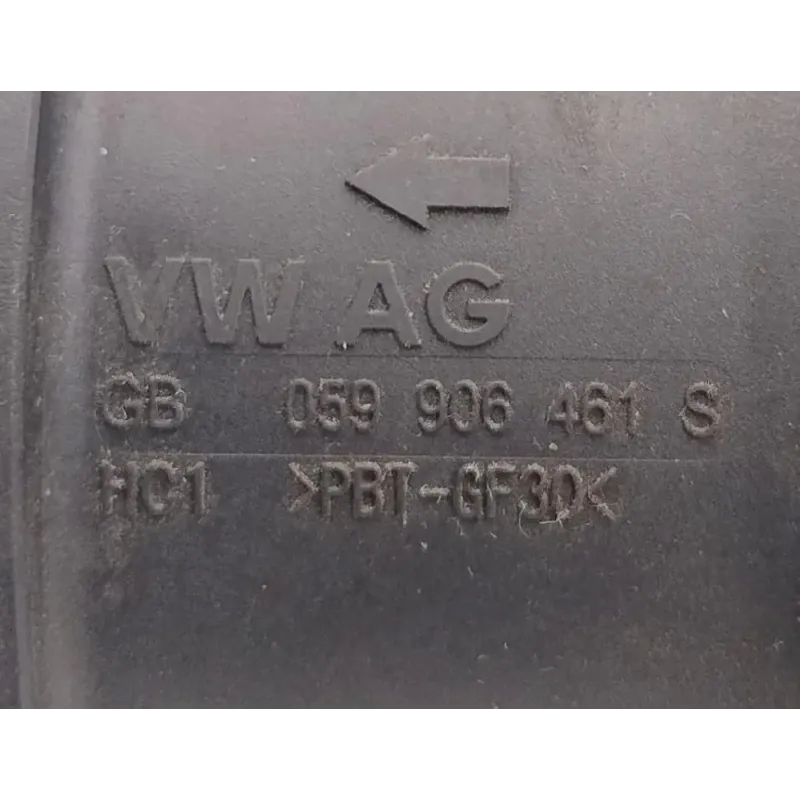 VW AG
GB 059 906 461 S
HC1 >PBT-GF30<